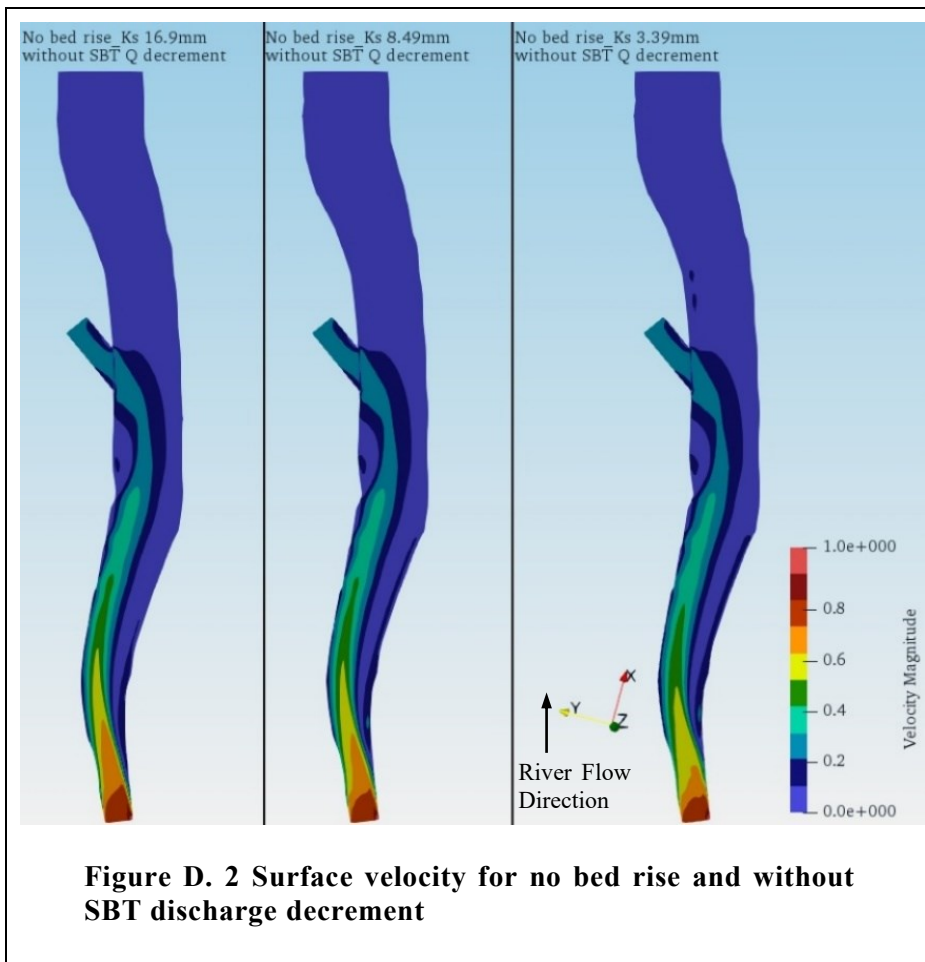 No bed rise_Ks 16.9mm
without SBT Q decrement
No bed rise_Ks 8.49mm
without SBT Q decrement
No bed rise_Ks 3.39mm
without SBT Q decrement
1.0e+000
0.8
0.6
0.4
0.2
0.0e+000
Velocity Magnitude
X
Y
Z
River Flow
Direction
Figure D. 2 Surface velocity for no bed rise and without
SBT discharge decrement